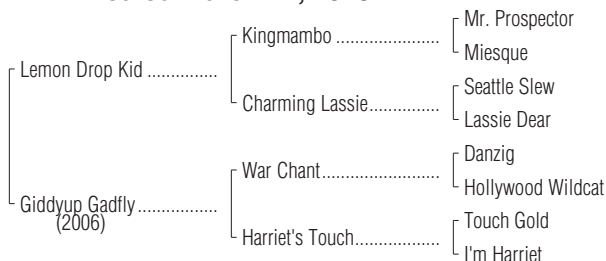 Mr. Prospector
Kingmambo ..................
Miesque
Lemon Drop Kid ...............
Seattle Slew
Charming Lassie...............
Lassie Dear
Danzig
War Chant.........................
Hollywood Wildcat
Giddyup Gadfly.................
(2006)
Touch Gold
Harriet's Touch..................
I'm Harriet